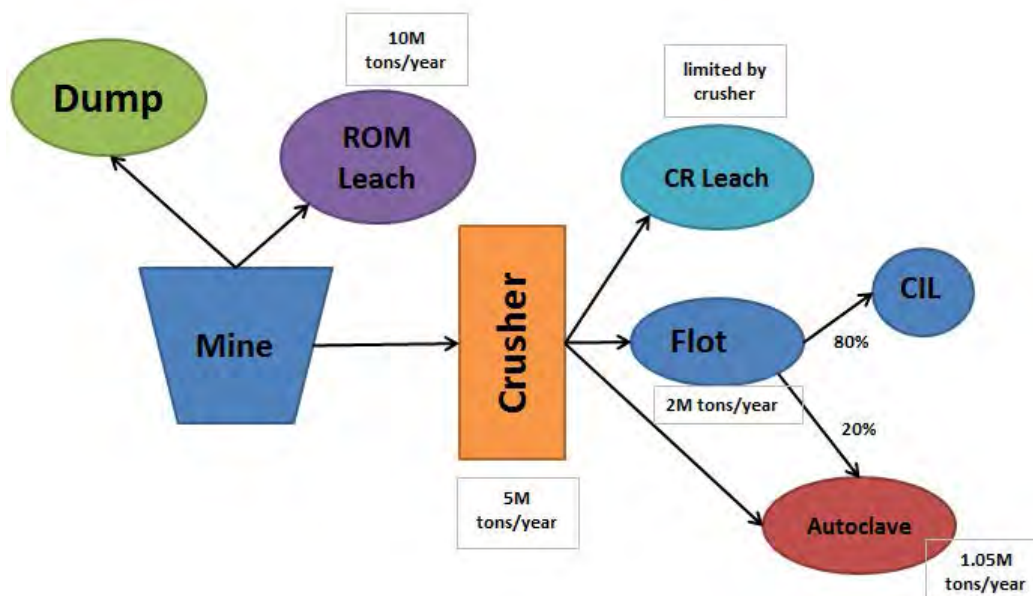 10M
tons/year
limited by
crusher
Dump
ROM
Leach
CR Leach
Mine
Crusher
Flot
CIL
80%
2M tons/year
20%
5M
tons/year
Autoclave
1.05M
tons/year